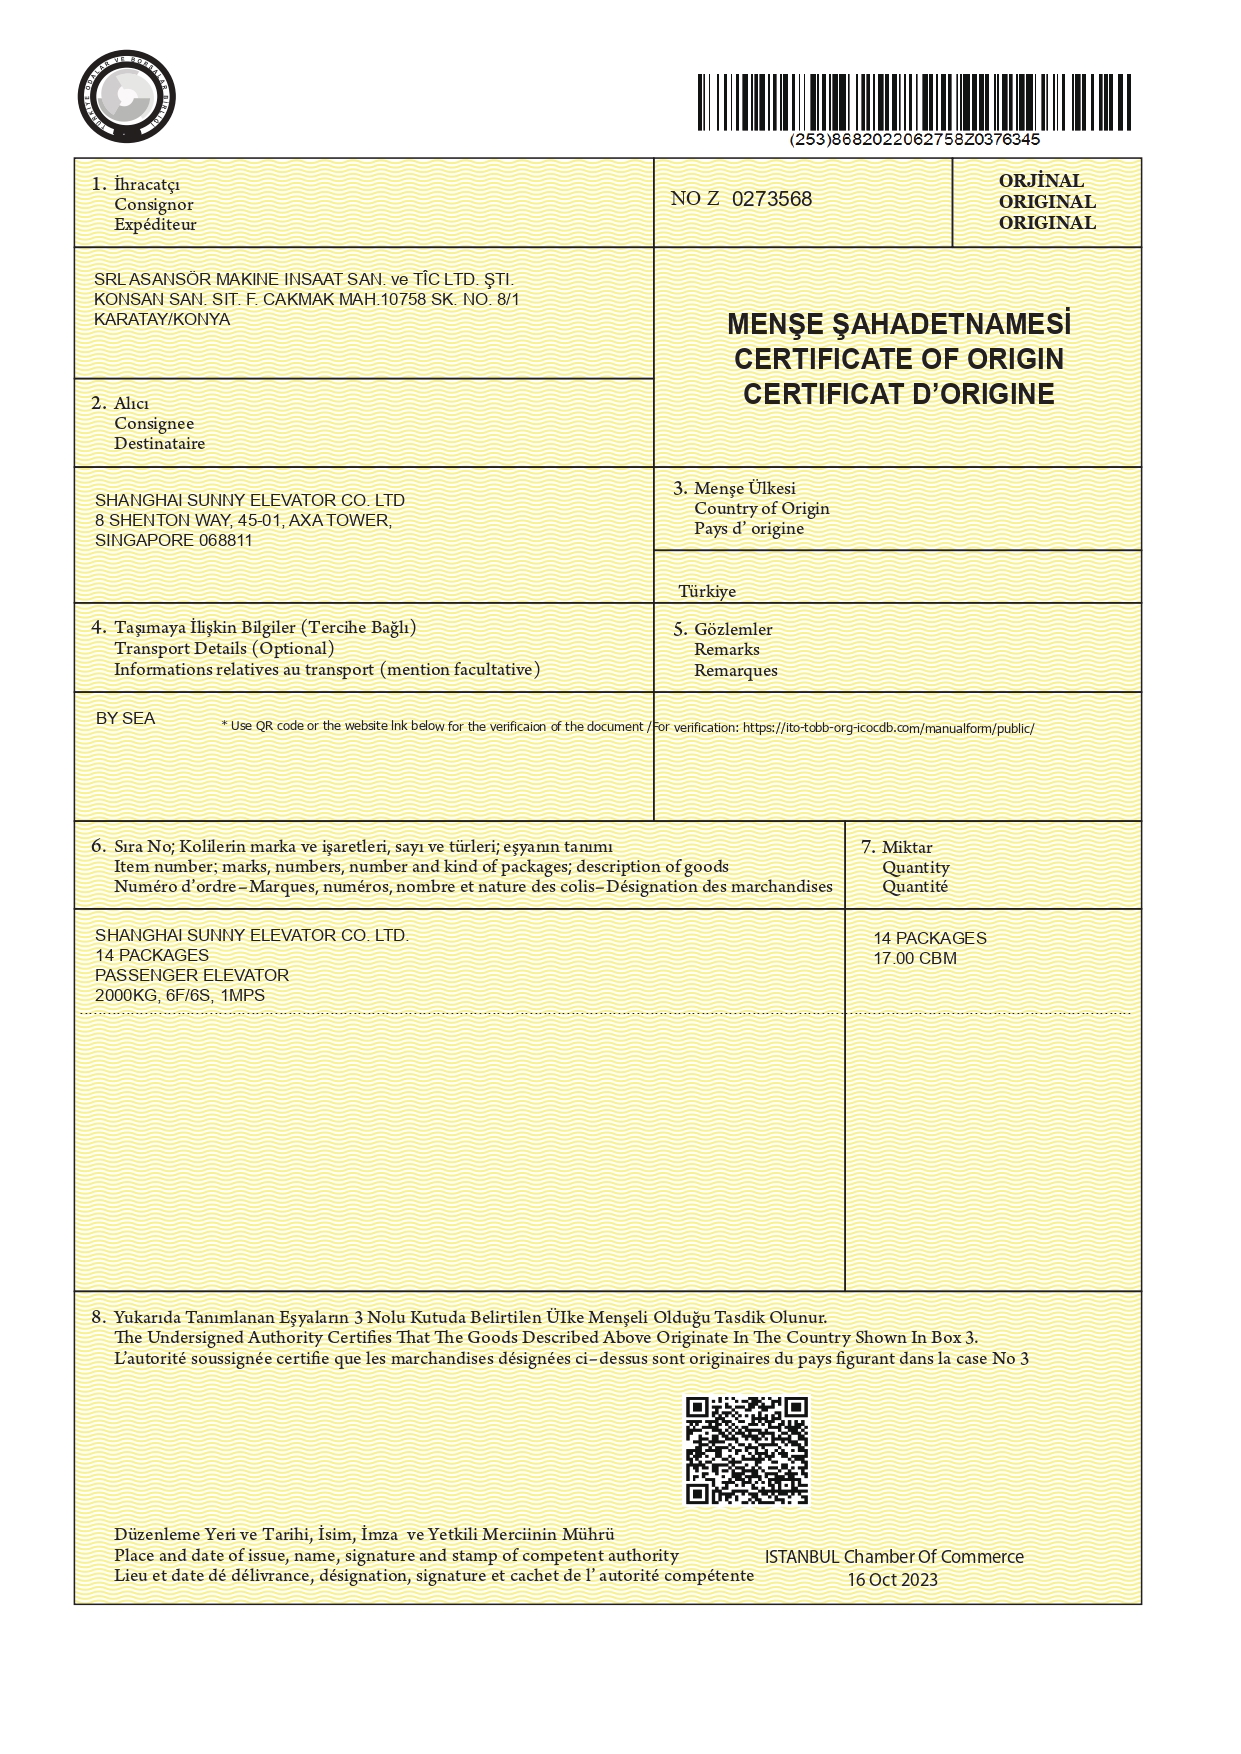 TÜRKİYE ODALAR VE BORSALAR BİRLİĞİ
(253)8682022062758Z0376345
1. İhracatçı
Consignor
Expéditeur
NO Z 0273568
ORJİNAL
ORIGINAL
ORIGINAL
SRL ASANSÖR MAKINE INSAAT SAN. ve TÎC LTD. ŞTI.
KONSAN SAN. SIT. F. CAKMAK MAH.10758 SK. NO. 8/1
KARATAY/KONYA
MENŞE ŞAHADETNAMESİ
CERTIFICATE OF ORIGIN
CERTIFICAT D’ORIGINE
2. Alıcı
Consignee
Destinataire
SHANGHAI SUNNY ELEVATOR CO. LTD
8 SHENTON WAY, 45-01, AXA TOWER,
SINGAPORE 068811
3. Menşe Ülkesi
Country of Origin
Pays d’ origine
Türkiye
4. Taşımaya İlişkin Bilgiler (Tercihe Bağlı)
Transport Details (Optional)
Informations relatives au transport (mention facultative)
5. Gözlemler
Remarks
Remarques
BY SEA
* Use QR code or the website lnk below for the verificaion of the document /For verification: https://ito-tobb-org-icocdb.com/manualform/public/
6. Sıra No; Kolilerin marka ve işaretleri, sayı ve türleri; eşyanın tanımı
Item number; marks, numbers, number and kind of packages; description of goods
Numéro d’ordre–Marques, numéros, nombre et nature des colis–Désignation des marchandises
7. Miktar
Quantity
Quantité
SHANGHAI SUNNY ELEVATOR CO. LTD.
14 PACKAGES
PASSENGER ELEVATOR
2000KG, 6F/6S, 1MPS
14 PACKAGES
17.00 CBM
8. Yukarıda Tanımlanan Eşyaların 3 Nolu Kutuda Belirtilen ÜIke Menşeli Olduğu Tasdik Olunur.
The Undersigned Authority Certifies That The Goods Described Above Originate In The Country Shown In Box 3.
L’autorité soussignée certifie que les marchandises désignées ci–dessus sont originaires du pays figurant dans la case No 3
Düzenleme Yeri ve Tarihi, İsim, İmza ve Yetkili Merciinin Mührü
Place and date of issue, name, signature and stamp of competent authority
Lieu et date dé délivrance, désignation, signature et cachet de l’ autorité compétente
ISTANBUL Chamber Of Commerce
16 Oct 2023